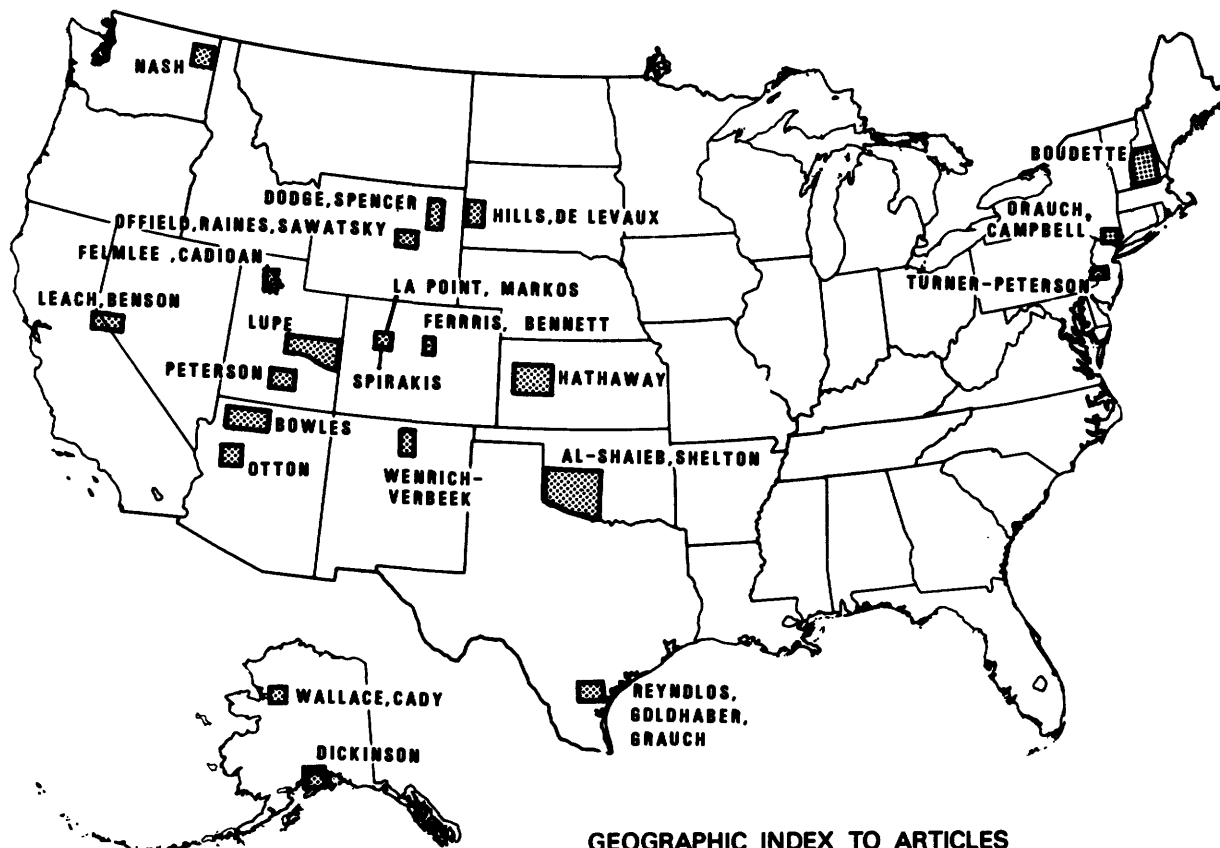 NASH
BOUDETTE
DODGE,SPENCER
HILLS,DE LEVAUX
OFFIELD,RAINES,SAWATSKY
GRAUCH,
CAMPBELL
FELMLEE ,CADIGAN
TURNER-PETERSON
LA POINT, MARKOS
LEACH,BENSON
LUPE
FERRRIS, BENNETT
PETERSON
SPIRAKIS
HATHAWAY
BOWLES
OTTON
WENRICH-
VERBEEK
AL-SHAIEB,SHELTON
WALLACE,CADY
REYNDLOS,
GOLDHABER,
GRAUCH
DICKINSON
GEOGRAPHIC INDEX TO ARTICLES